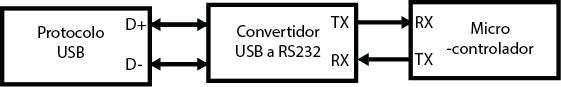 Protocolo
USB
D+
D-
Convertidor
USB a RS232
TX
RX
RX
TX
Micro
-controlador